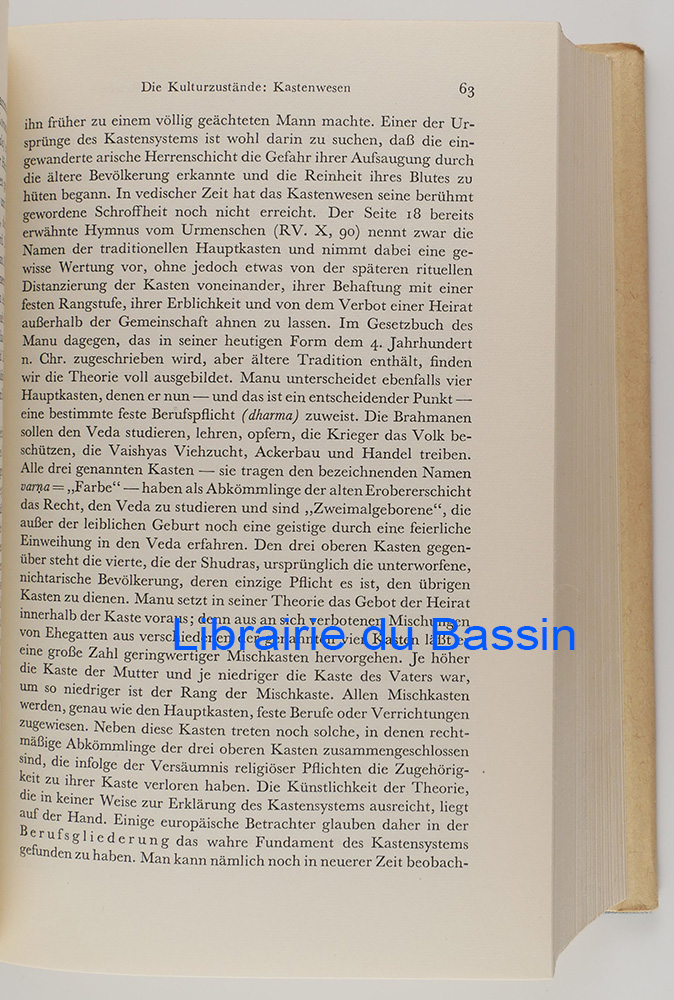 Die Kulturzustände: Kastenwesen 63
ihn früher zu einem völlig geächteten Mann machte. Einer der Ur-
sprünge des Kastensystems ist wohl darin zu suchen, daß die ein-
gewanderte arische Herrenschicht die Gefahr ihrer Aufsaugung durch
die ältere Bevölkerung erkannte und die Reinheit ihres Blutes zu
hüten begann. In vedischer Zeit hat das Kastenwesen seine berühmt
gewordene Schroffheit noch nicht erreicht. Der Seite 18 bereits
erwähnte Hymnus vom Urmenschen (RV. X, 90) nennt zwar die
Namen der traditionellen Hauptkasten und nimmt dabei eine ge-
wisse Wertung vor, ohne jedoch etwas von der späteren rituellen
Distanzierung der Kasten voneinander, ihrer Behaftung mit einer
festen Rangstufe, ihrer Erblichkeit und von dem Verbot einer Heirat
außerhalb der Gemeinschaft ahnen zu lassen. Im Gesetzbuch des
Manu dagegen, das in seiner heutigen Form dem 4. Jahrhundert
n. Chr. zugeschrieben wird, aber ältere Tradition enthält, finden
wir die Theorie voll ausgebildet. Manu unterscheidet ebenfalls vier
Hauptkasten, denen er nun — und das ist ein entscheidender Punkt —
eine bestimmte feste Berufspflicht (dharma) zuweist. Die Brahmanen
sollen den Veda studieren, lehren, opfern, die Krieger das Volk be-
schützen, die Vaishyas Viehzucht, Ackerbau und Handel treiben.
Alle drei genannten Kasten — sie tragen den bezeichnenden Namen
varṇa = „Farbe“ — haben als Abkömmlinge der alten Erobererschicht
das Recht, den Veda zu studieren und sind „Zweimalgeborene“, die
außer der leiblichen Geburt noch eine geistige durch eine feierliche
Einweihung in den Veda erfahren. Den drei oberen Kasten gegen-
über steht die vierte, die der Shudras, ursprünglich die unterworfene,
nichtarische Bevölkerung, deren einzige Pflicht es ist, den übrigen
Kasten zu dienen. Manu setzt in seiner Theorie das Gebot der Heirat
innerhalb der Kaste voraus; denn aus an sich verbotenen Mischungen
von Ehegatten aus verschiedenen der genannten vier Kasten läßt er
Librairie du Bassin
eine große Zahl geringwertiger Mischkasten hervorgehen. Je höher
die Kaste der Mutter und je niedriger die Kaste des Vaters war,
um so niedriger ist der Rang der Mischkaste. Allen Mischkasten
werden, genau wie den Hauptkasten, feste Berufe oder Verrichtungen
zugewiesen. Neben diese Kasten treten noch solche, in denen recht-
mäßige Abkömmlinge der drei oberen Kasten zusammengeschlossen
sind, die infolge der Versäumnis religiöser Pflichten die Zugehörig-
keit zu ihrer Kaste verloren haben. Die Künstlichkeit der Theorie,
die in keiner Weise zur Erklärung des Kastensystems ausreicht, liegt
auf der Hand. Einige europäische Betrachter glauben daher in der
Berufsgliederung das wahre Fundament des Kastensystems
gefunden zu haben. Man kann nämlich noch in neuerer Zeit beobach-